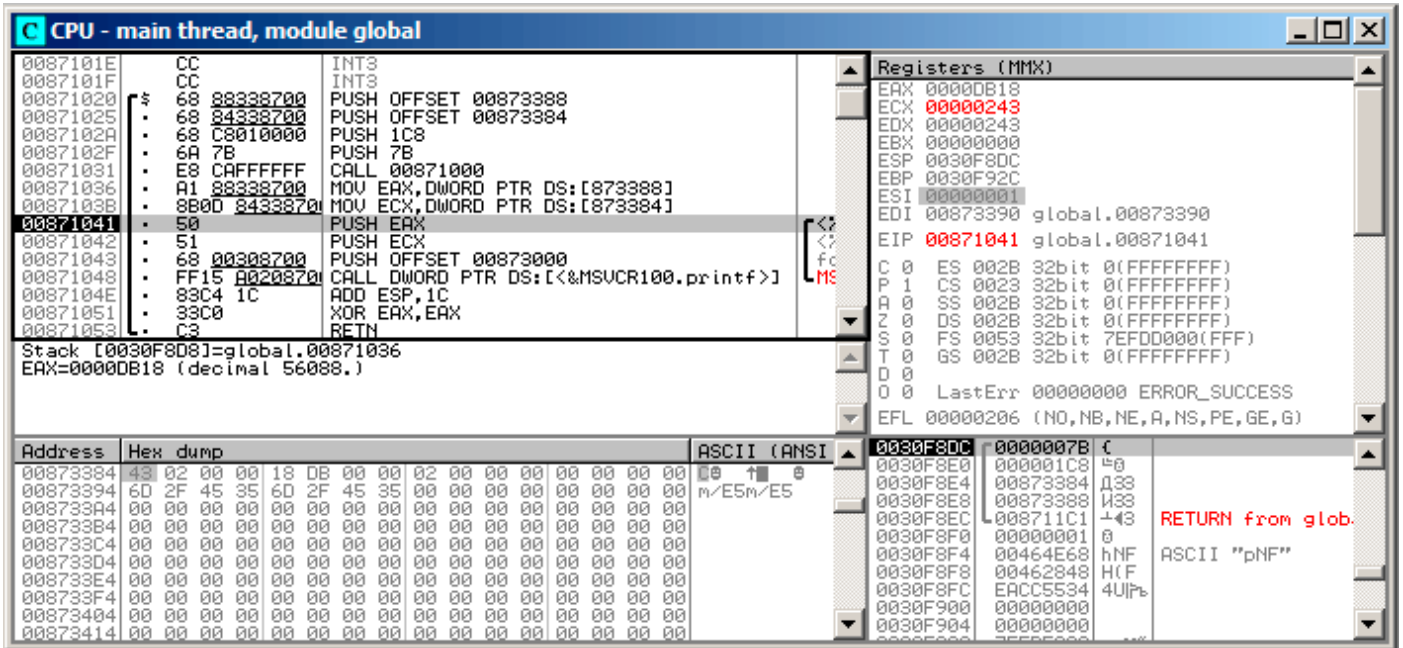 CPU - main thread, module global
0087101E CC INT3
0087101F CC INT3
00871020 $ 68 88338700 PUSH OFFSET 00873388
00871025 . 68 84338700 PUSH OFFSET 00873384
0087102A . 68 C8010000 PUSH 1C8
0087102F . 6A 7B PUSH 7B
00871031 . E8 CAFFFFFF CALL 00871000
00871036 . A1 88338700 MOV EAX,DWORD PTR DS:[873388]
0087103B . 8B0D 8433870 MOV ECX,DWORD PTR DS:[873384]
00871041 . 50 PUSH EAX
00871042 . 51 PUSH ECX
00871043 . 68 00308700 PUSH OFFSET 00873000
00871048 . FF15 A020870 CALL DWORD PTR DS:[<&MSVCR100.printf>]
0087104E . 83C4 1C ADD ESP,1C
00871051 . 33C0 XOR EAX,EAX
00871053 . C3 RETN
Stack [0030F8D8]=global.00871036
EAX=0000DB18 (decimal 56088.)
Registers (MMX)
EAX 0000DB18
ECX 00000243
EDX 00000243
EBX 00000000
ESP 0030F8DC
EBP 0030F92C
ESI 00000001
EDI 00873390 global.00873390
EIP 00871041 global.00871041
C 0 ES 002B 32bit 0(FFFFFFFF)
P 1 CS 0023 32bit 0(FFFFFFFF)
A 0 SS 002B 32bit 0(FFFFFFFF)
Z 0 DS 002B 32bit 0(FFFFFFFF)
S 0 FS 0053 32bit 7EFDD000(FFF)
T 0 GS 002B 32bit 0(FFFFFFFF)
D 0
O 0 LastErr 00000000 ERROR_SUCCESS
EFL 00000206 (NO,NB,NE,A,NS,PE,GE,G)
Address Hex dump ASCII (ANSI
00873384 43 02 00 00 18 DB 00 00 02 00 00 00 00 00 00 00
00873394 6D 2F 45 35 6D 2F 45 35 00 00 00 00 00 00 00 00 m/E5m/E5
008733A4 00 00 00 00 00 00 00 00 00 00 00 00 00 00 00 00
008733B4 00 00 00 00 00 00 00 00 00 00 00 00 00 00 00 00
008733C4 00 00 00 00 00 00 00 00 00 00 00 00 00 00 00 00
008733D4 00 00 00 00 00 00 00 00 00 00 00 00 00 00 00 00
008733E4 00 00 00 00 00 00 00 00 00 00 00 00 00 00 00 00
008733F4 00 00 00 00 00 00 00 00 00 00 00 00 00 00 00 00
00873404 00 00 00 00 00 00 00 00 00 00 00 00 00 00 00 00
00873414 00 00 00 00 00 00 00 00 00 00 00 00 00 00 00 00
0030F8DC 0000007B {
0030F8E0 000001C8
0030F8E4 00873384 Д33
0030F8E8 00873388 И33
0030F8EC 008711C1 RETURN from glob
0030F8F0 00000001
0030F8F4 00464E68 hNF ASCII "pNF"
0030F8F8 00462848 H(F
0030F8FC EACC5534
0030F900 00000000
0030F904 00000000